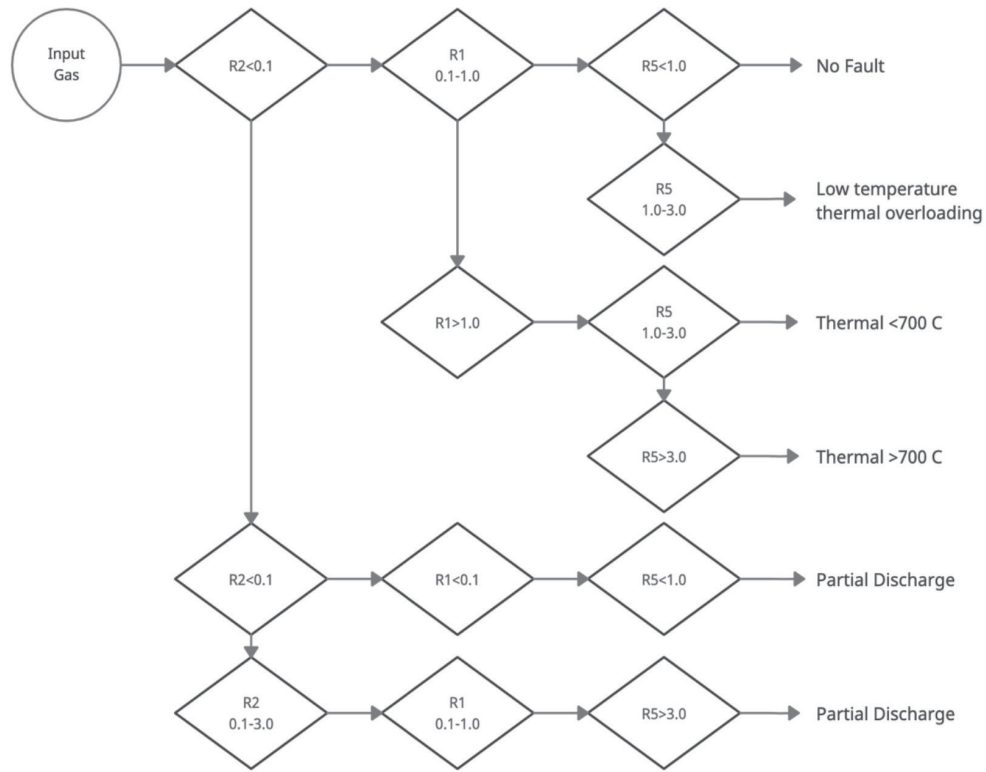 Input
Gas
R2<0.1
R1
0.1-1.0
R5<1.0
No Fault
R5
1.0-3.0
Low temperature
thermal overloading
R1>1.0
R5
1.0-3.0
Thermal <700 C
R5>3.0
Thermal >700 C
R2<0.1
R1<0.1
R5<1.0
Partial Discharge
R2
0.1-3.0
R1
0.1-1.0
R5>3.0
Partial Discharge